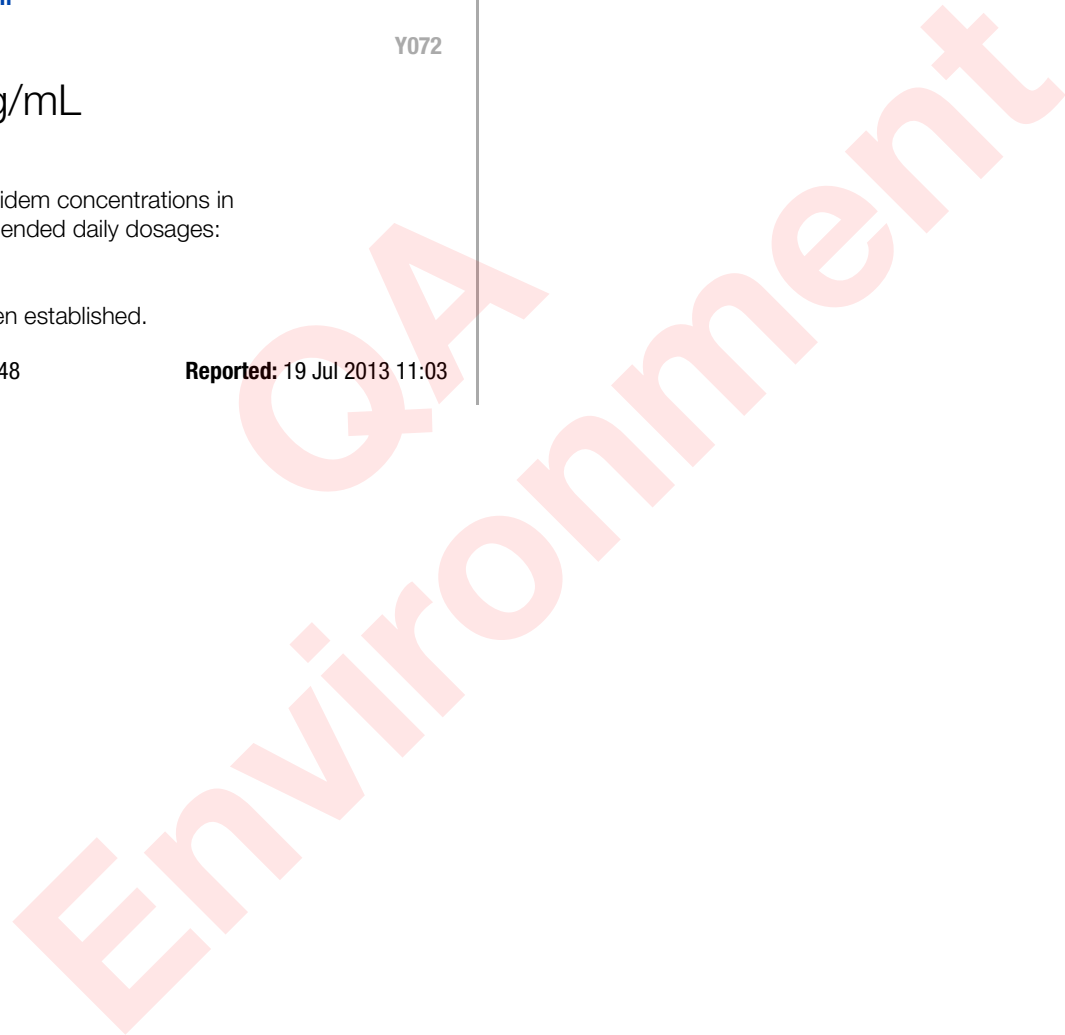 Y072
g/mL
idem concentrations in
ended daily dosages:
en established.
48 Reported: 19 Jul 2013 11:03
QA
Environment